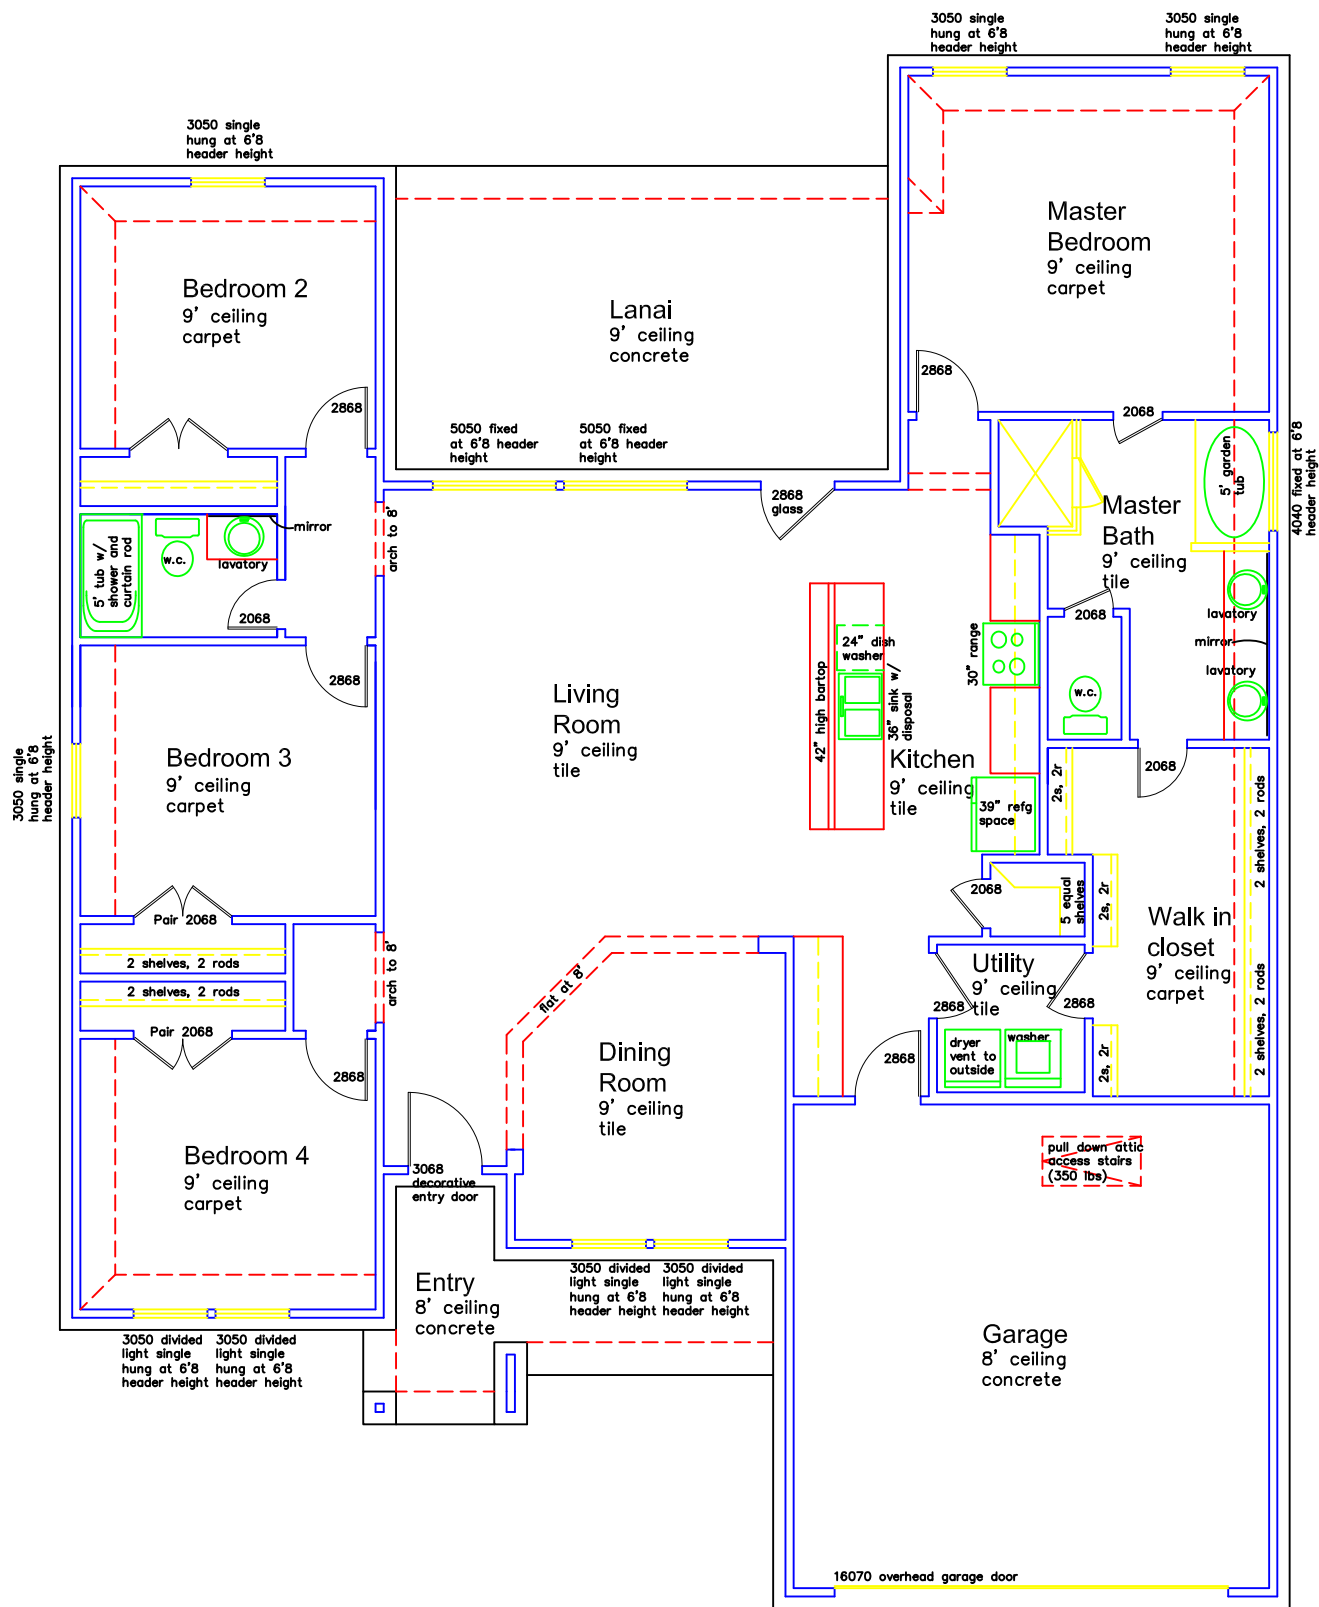 3050 single
hung at 6'8
header height
3050 single
hung at 6'8
header height
3050 single
hung at 6'8
header height
Master
Bedroom
9' ceiling
carpet
Bedroom 2
9' ceiling
carpet
Lanai
9' ceiling
concrete
2868
2868
2068
5050 fixed
at 6'8 header
height
5050 fixed
at 6'8 header
height
2868
glass
5' garden
tub
4040 fixed at 6'8
header height
Master
Bath
9' ceiling
tile
arch to 8'
mirror
lavatory
w.c.
5' tub w/
shower and
curtain rod
2068
2068
lavatory
mirror
lavatory
w.c.
24" dish
washer
36" sink w/
disposal
42" high bartop
30" range
2868
Living
Room
9' ceiling
tile
Kitchen
9' ceiling
tile
39" refg
space
2068
2s, 2r
2 shelves, 2 rods
3050 single
hung at 6'8
header height
Bedroom 3
9' ceiling
carpet
2068
5 equal
shelves
2s, 2r
Walk in
closet
9' ceiling
carpet
Pair 2068
2 shelves, 2 rods
2 shelves, 2 rods
Pair 2068
arch to 8'
flat at 8'
Utility
9' ceiling
tile
2868
2868
2 shelves, 2 rods
2s, 2r
dryer
vent to
outside
washer
2868
2868
Dining
Room
9' ceiling
tile
Bedroom 4
9' ceiling
carpet
3068
decorative
entry door
pull down attic
access stairs
(350 lbs)
Entry
8' ceiling
concrete
3050 divided
light single
hung at 6'8
header height
3050 divided
light single
hung at 6'8
header height
3050 divided
light single
hung at 6'8
header height
3050 divided
light single
hung at 6'8
header height
Garage
8' ceiling
concrete
16070 overhead garage door